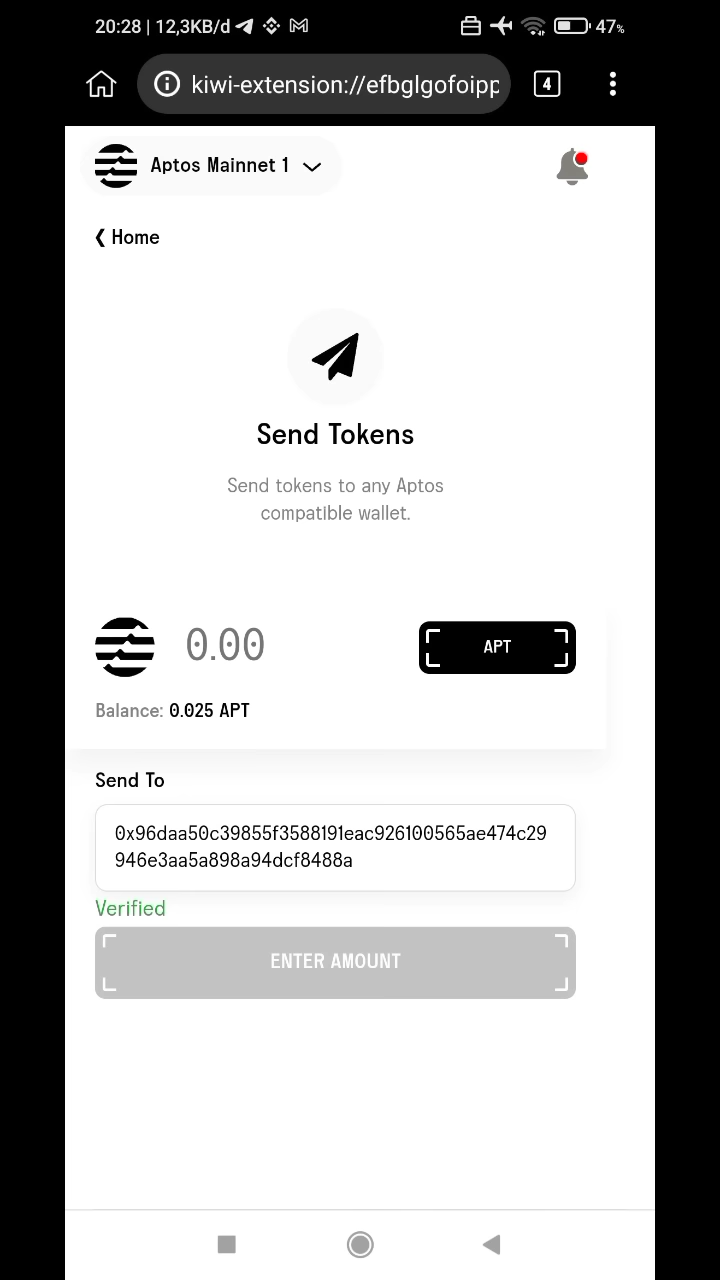 20:28 | 12,3KB/d
47%
kiwi-extension://efbglgofoipp
4
Aptos Mainnet 1
❮ Home
Send Tokens
Send tokens to any Aptos
compatible wallet.
0.00
APT
Balance: 0.025 APT
Send To
0x96daa50c39855f3588191eac926100565ae474c29
946e3aa5a898a94dcf8488a
Verified
ENTER AMOUNT